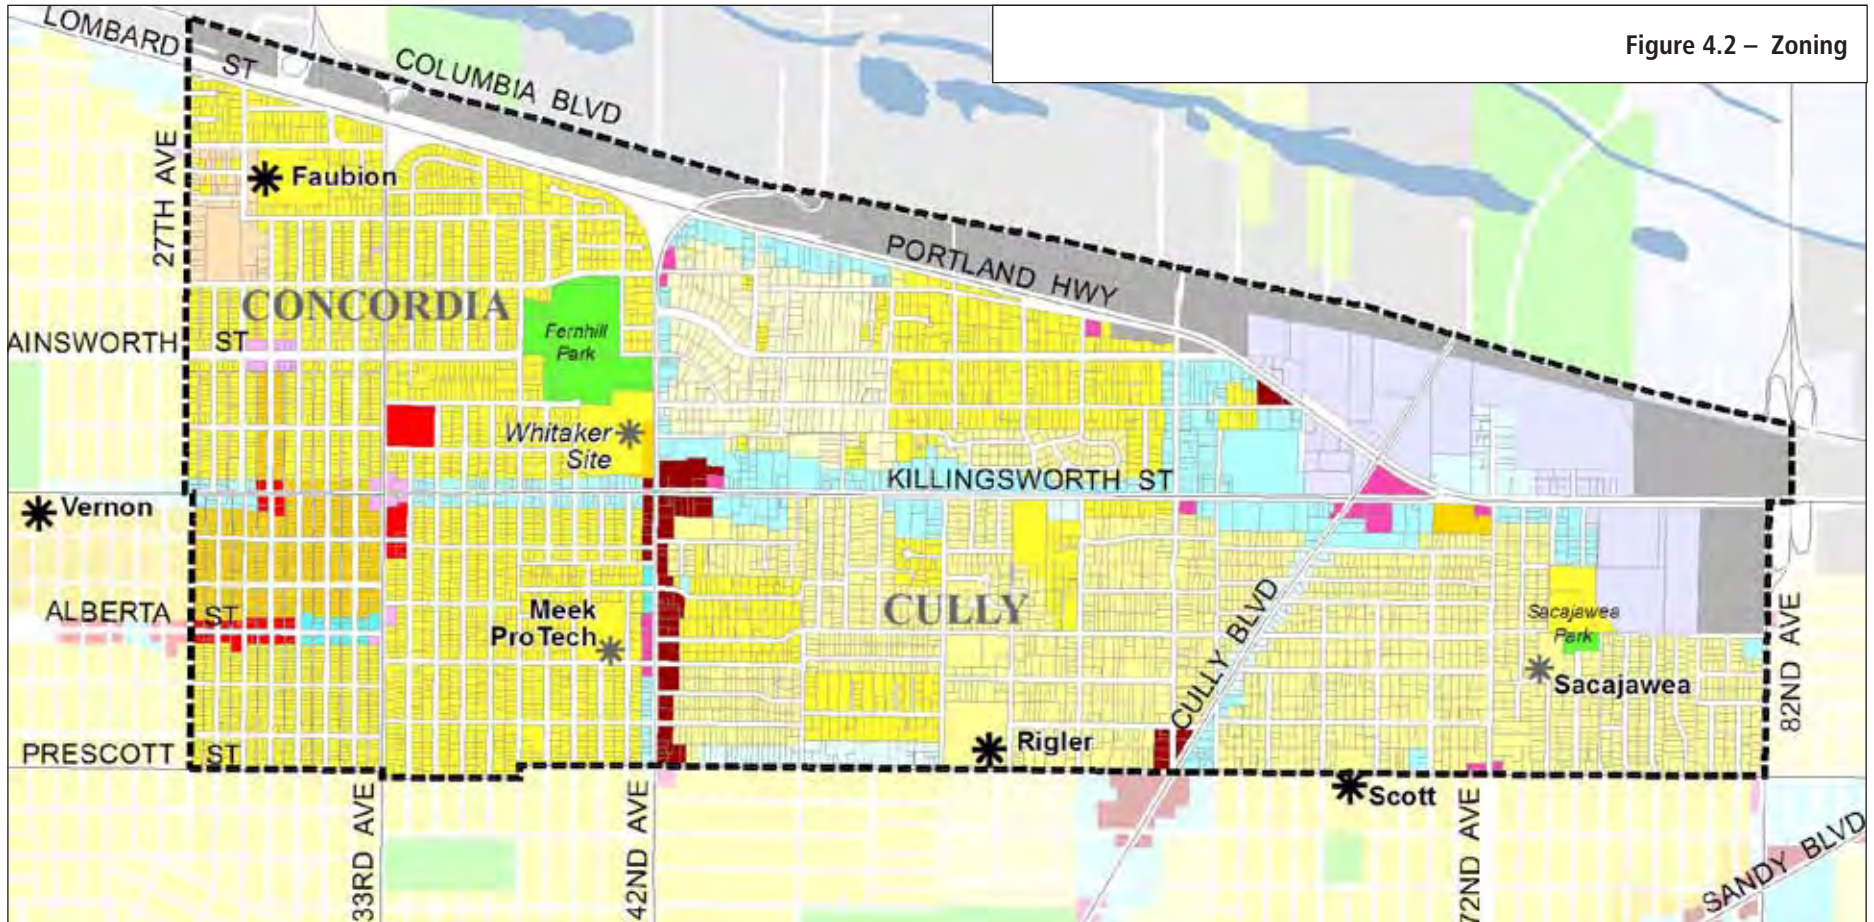 Figure 4.2 – Zoning
LOMBARD ST
COLUMBIA BLVD
27TH AVE
Faubion
PORTLAND HWY
CONCORDIA
Fernhill
Park
AINSWORTH ST
Whitaker
Site
KILLINGSWORTH ST
Vernon
ALBERTA ST
Meek
ProTech
CULLY
CULLY BLVD
Sacajawea
Park
Sacajawea
82ND AVE
PRESCOTT ST
Rigler
Scott
33RD AVE
42ND AVE
72ND AVE
SANDY BLVD